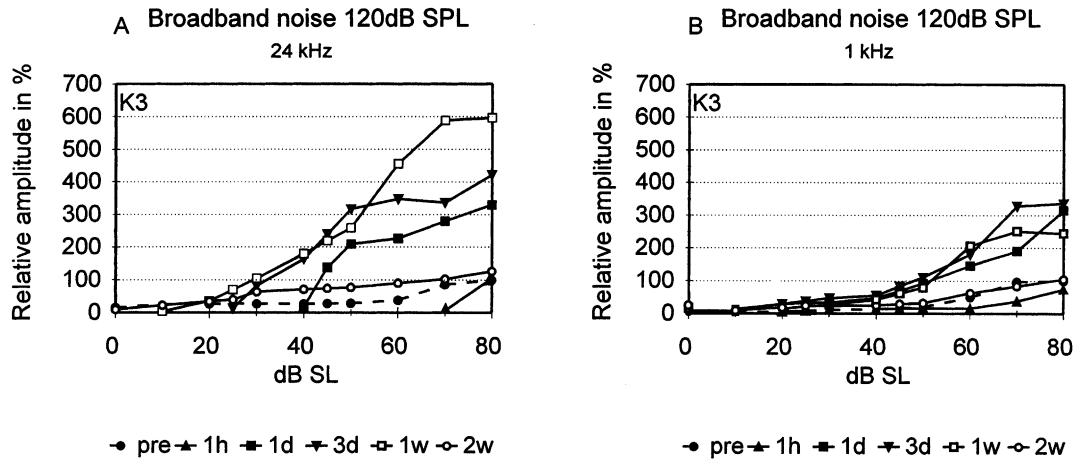 A Broadband noise 120dB SPL
24 kHz
Relative amplitude in %
700
600
500
400
300
200
100
0
K3
0 20 40 60 80
dB SL
pre 1h 1d 3d 1w 2w
B Broadband noise 120dB SPL
1 kHz
Relative amplitude in %
700
600
500
400
300
200
100
0
K3
0 20 40 60 80
dB SL
pre 1h 1d 3d 1w 2w